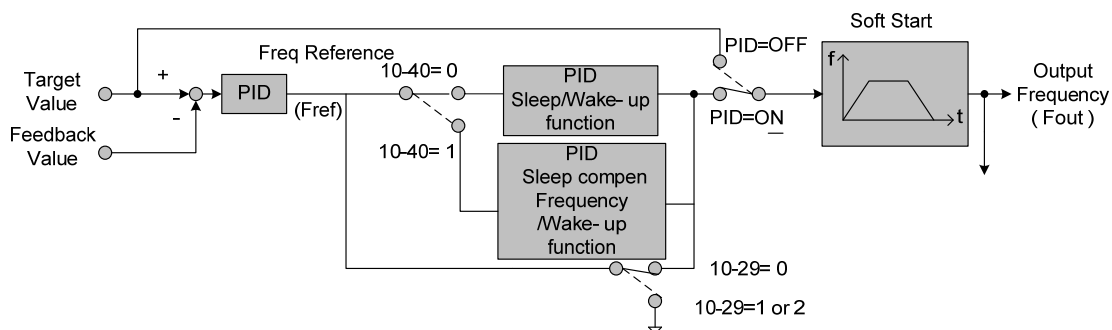 Soft Start
PID=OFF
Freq Reference
10-40= 0
Target
Value
+
-
PID
(Fref)
PID
Sleep/Wake- up
function
PID=ON
f
t
Output
Frequency
( Fout )
Feedback
Value
10-40= 1
PID
Sleep compen
Frequency
/Wake- up
function
10-29= 0
10-29=1 or 2